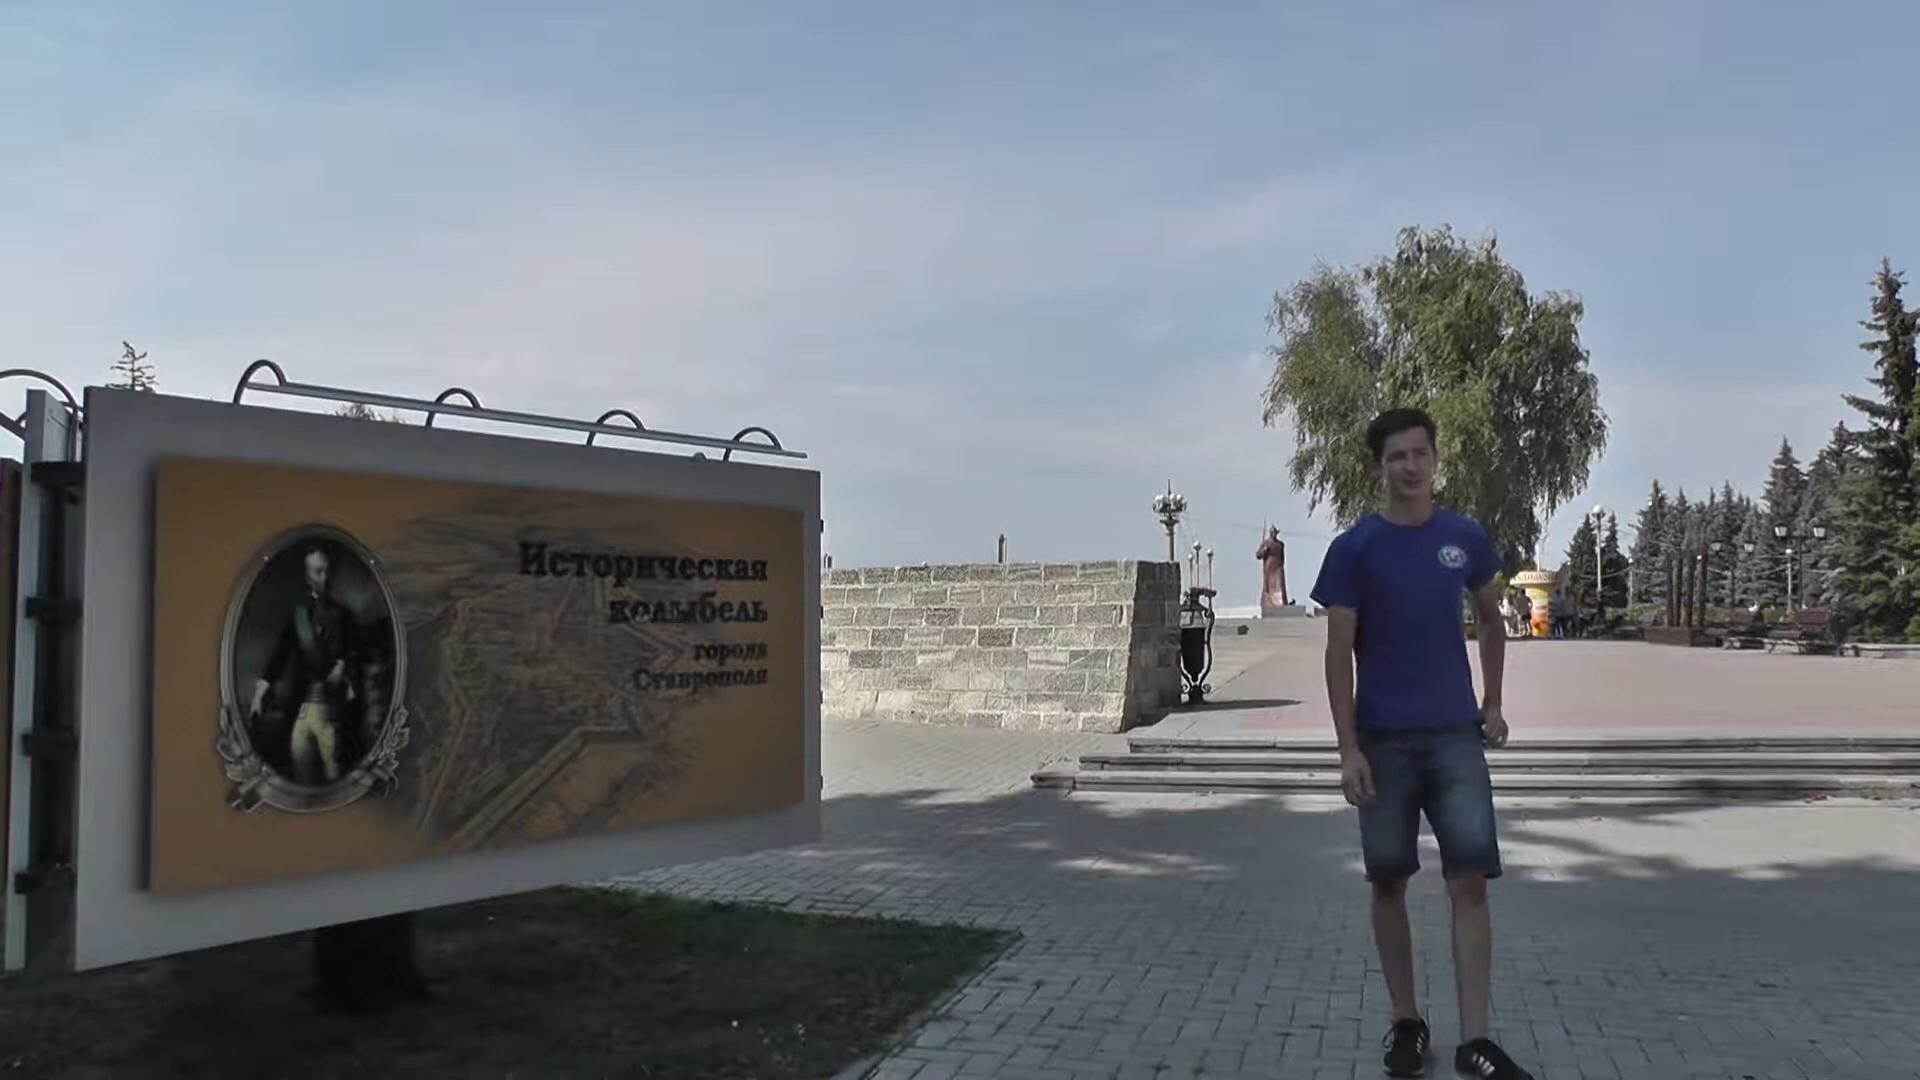 Историческая
колыбель
города
Ставрополя